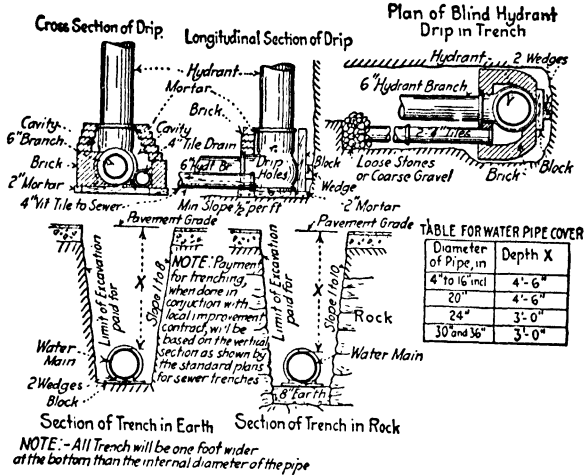 Cross Section of Drip.
Longitudinal Section of Drip
Plan of Blind Hydrant
Drip in Trench
Hydrant
Mortar
Brick
Cavity
6" Branch
Brick
2" Mortar
4" Vit Tile to Sewer
Cavity
4" Tile Drain
6" Hydt Br
Drip
Holes
Block
Wedge
Min Slope ½" per ft
2" Mortar
Hydrant
2 Wedges
6" Hydrant Branch
2-4" Tiles
Loose Stones
or Coarse Gravel
Brick
Block
Pavement Grade
Limit of Excavation
paid for
X
Slope 1 to 8
NOTE: Paymen
for trenching,
when done in
conjuction with
local improvement
contract, will be
based on the vertical
section as shown by
the standard plans
for sewer trenches
Water
Main
2 Wedges
Block
Section of Trench in Earth
Pavement Grade
Limit of Excavation
paid for
X
Slope 1 to 10
Rock
Water Main
8" Earth
Section of Trench in Rock
TABLE FOR WATER PIPE COVER
Diameter
of Pipe, in
Depth X
4" to 16" incl 4'-6"
20" 4'-6"
24" 3'-0"
30" and 36" 3'-0"
NOTE:- All Trench will be one foot wider
at the bottom than the internal diameter of the pipe